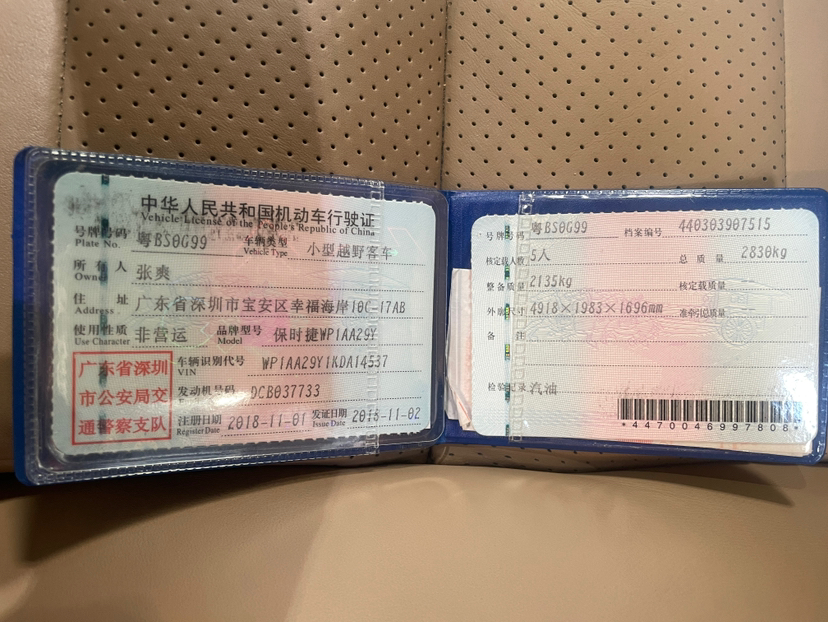 中华人民共和国机动车行驶证
Vehicle License of the People's Republic of China
号牌号码 Plate No. 粤BS0G99 车辆类型 Vehicle Type 小型越野客车
所有人 Owner 张爽
住址 Address 广东省深圳市宝安区幸福海岸10C-17AB
使用性质 Use Character 非营运 品牌型号 Model 保时捷WP1AA29Y
车辆识别代号 VIN WP1AA29Y1KDA14537
发动机号码 DCB037733
注册日期 Register Date 2018-11-01 发证日期 Issue Date 2018-11-02
广东省深圳
市公安局交
通警察支队
号牌号码 粤BS0G99 档案编号 440303907515
核定载人数 5人 总质量 2830kg
整备质量 2135kg 核定载质量
外廓尺寸 4918×1983×1696mm 准牵引总质量
备注
检验记录 汽油
*4470046997808*